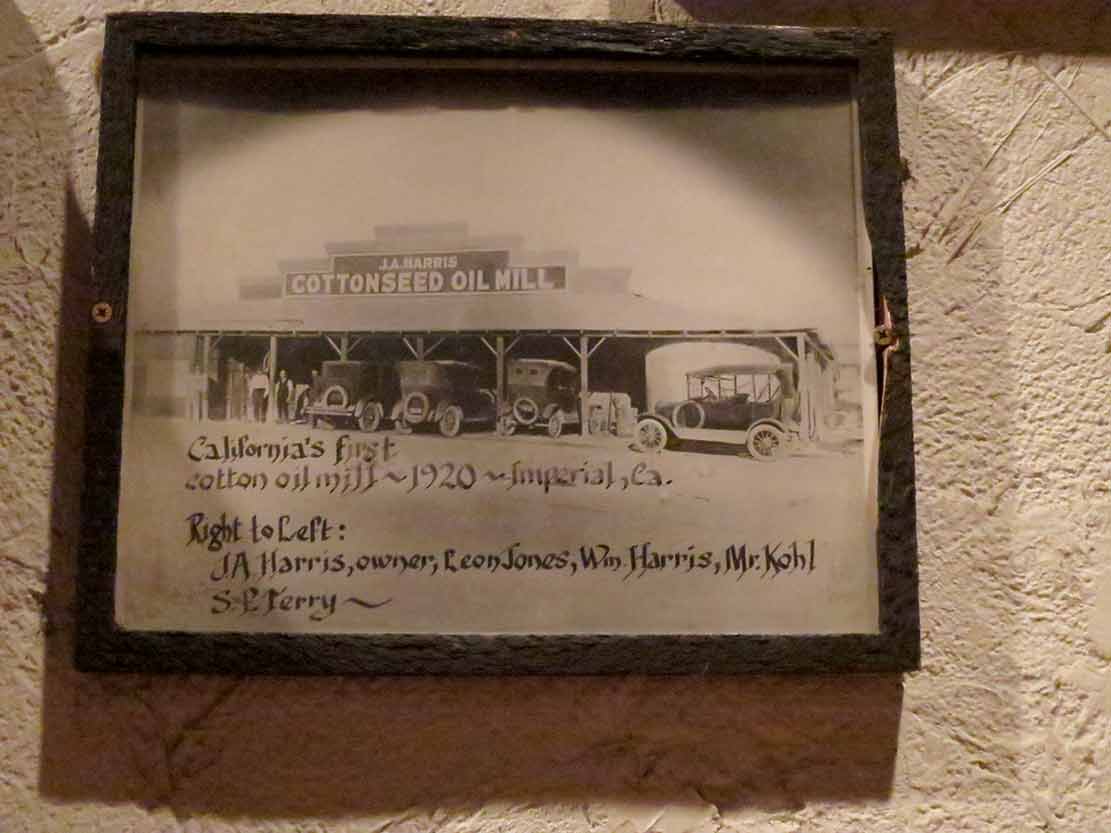 J.A. HARRIS
COTTONSEED OIL MILL
California's first
cotton oil mill ~ 1920 ~ Imperial, Ca.
Right to Left:
JA Harris, owner, Leon Jones, Wm. Harris, Mr. Kohl
Terry ~